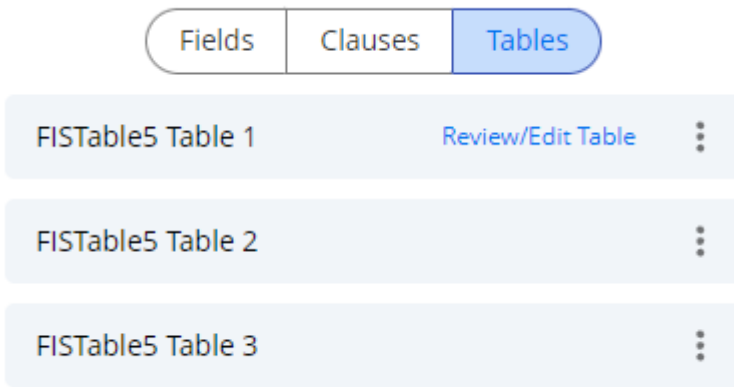 Fields Clauses Tables
FISTable5 Table 1 Review/Edit Table
FISTable5 Table 2
FISTable5 Table 3